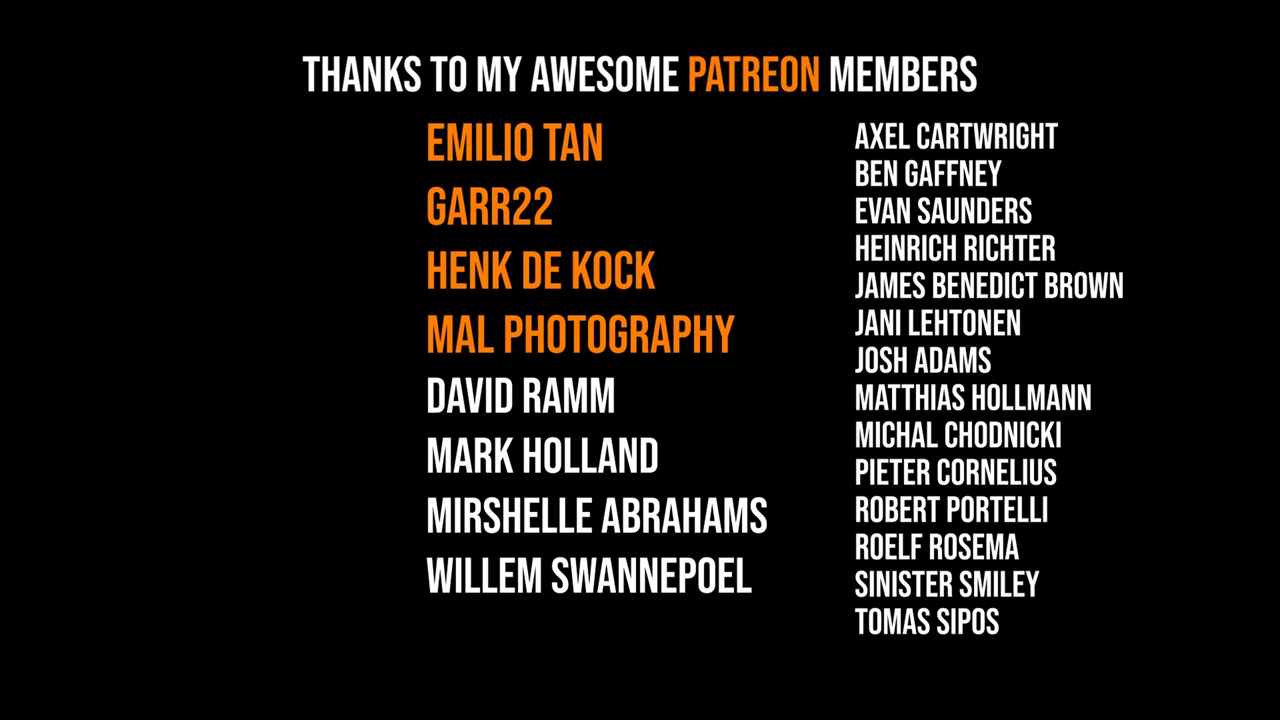 THANKS TO MY AWESOME PATREON MEMBERS
EMILIO TAN
GARR22
HENK DE KOCK
MAL PHOTOGRAPHY
DAVID RAMM
MARK HOLLAND
MIRSHELLE ABRAHAMS
WILLEM SWANNEPOEL
AXEL CARTWRIGHT
BEN GAFFNEY
EVAN SAUNDERS
HEINRICH RICHTER
JAMES BENEDICT BROWN
JANI LEHTONEN
JOSH ADAMS
MATTHIAS HOLLMANN
MICHAL CHODNICKI
PIETER CORNELIUS
ROBERT PORTELLI
ROELF ROSEMA
SINISTER SMILEY
TOMAS SIPOS